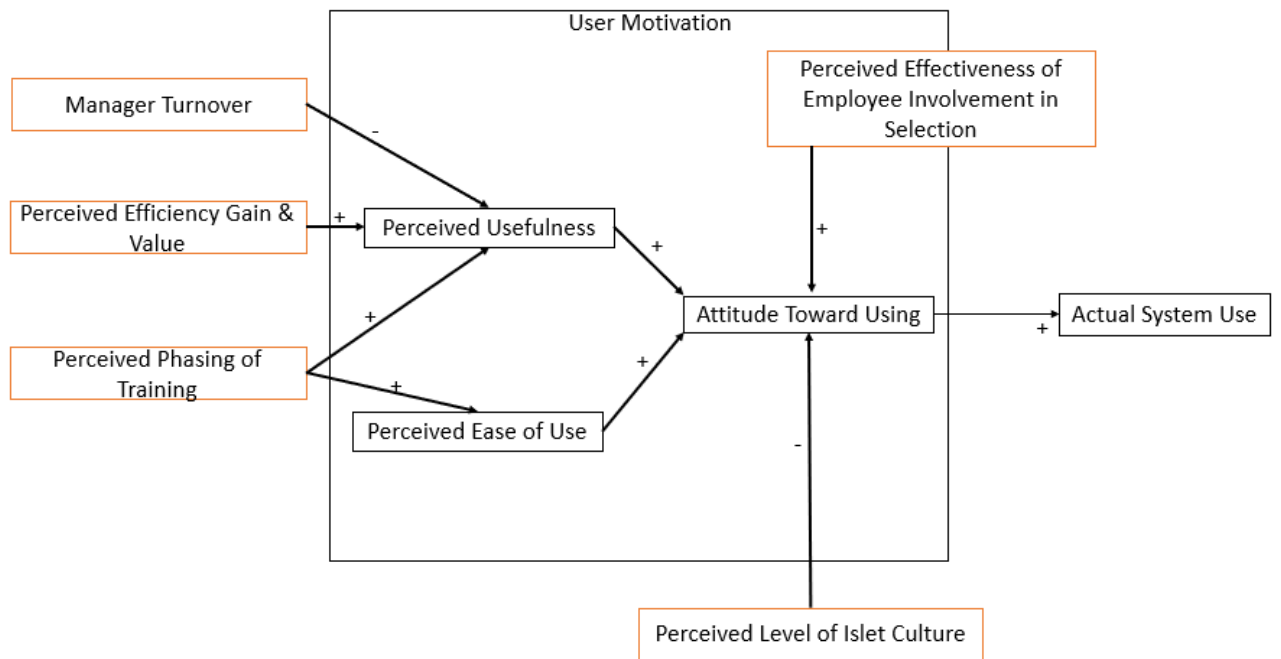 User Motivation
Manager Turnover
-
Perceived Effectiveness of
Employee Involvement in
Selection
Perceived Efficiency Gain &
Value
+
Perceived Usefulness
+
+
+
Attitude Toward Using
+
Actual System Use
Perceived Phasing of
Training
+
+
Perceived Ease of Use
-
Perceived Level of Islet Culture